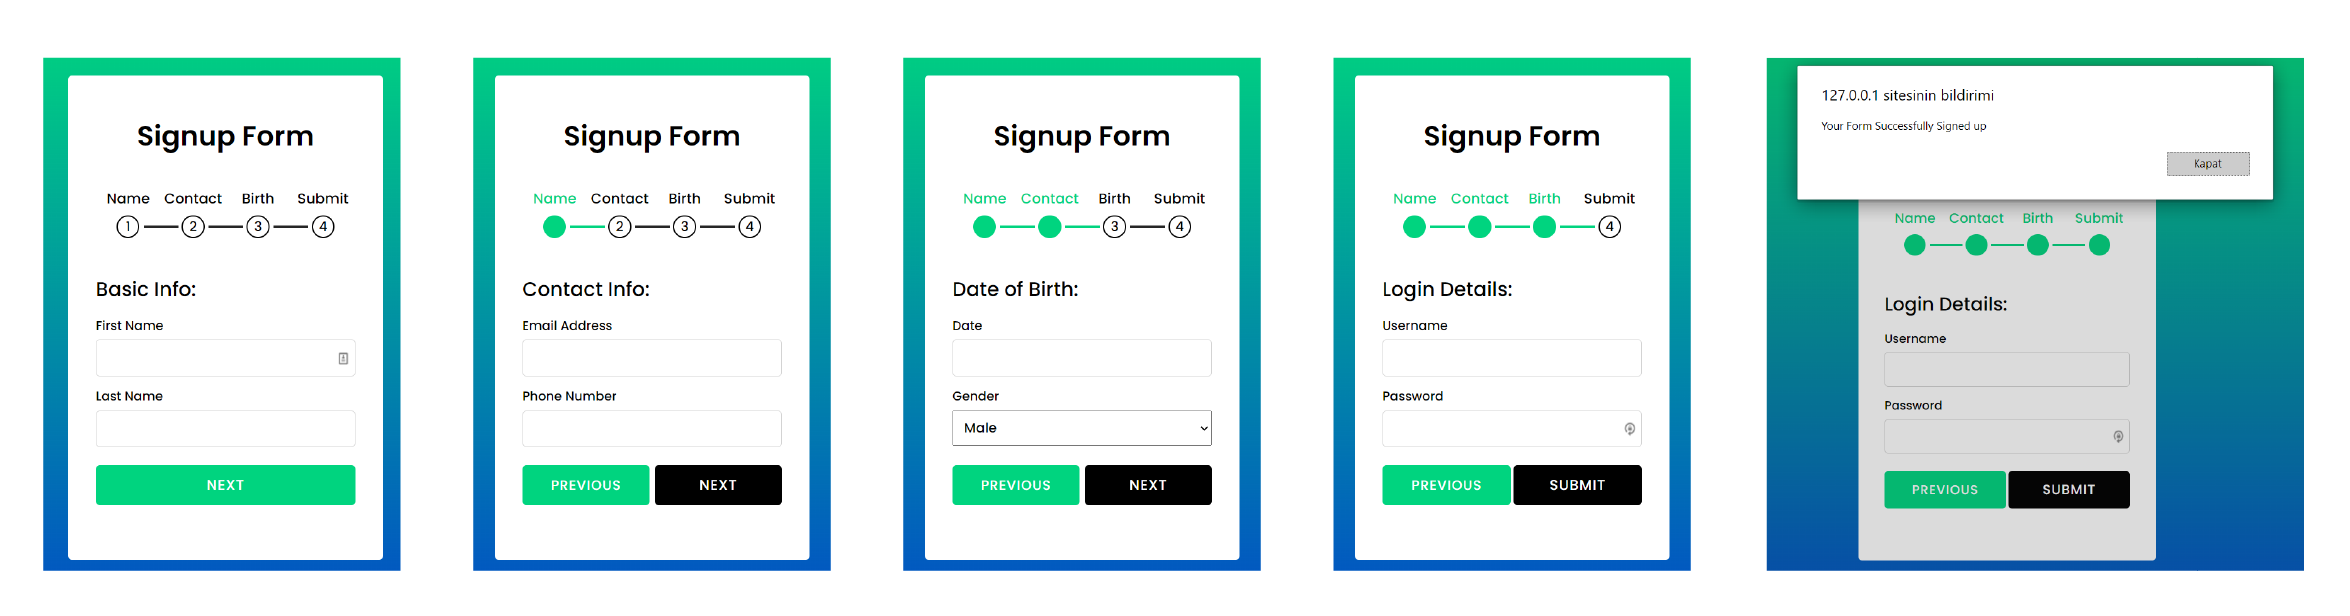 Signup Form
Name Contact Birth Submit
1 2 3 4
Basic Info:
First Name
Last Name
NEXT
Signup Form
Name Contact Birth Submit
2 3 4
Contact Info:
Email Address
Phone Number
PREVIOUS NEXT
Signup Form
Name Contact Birth Submit
3 4
Date of Birth:
Date
Gender
Male
PREVIOUS NEXT
Signup Form
Name Contact Birth Submit
4
Login Details:
Username
Password
PREVIOUS SUBMIT
127.0.0.1 sitesinin bildirimi
Your Form Successfully Signed up
Kapat
Name Contact Birth Submit
Login Details:
Username
Password
PREVIOUS SUBMIT